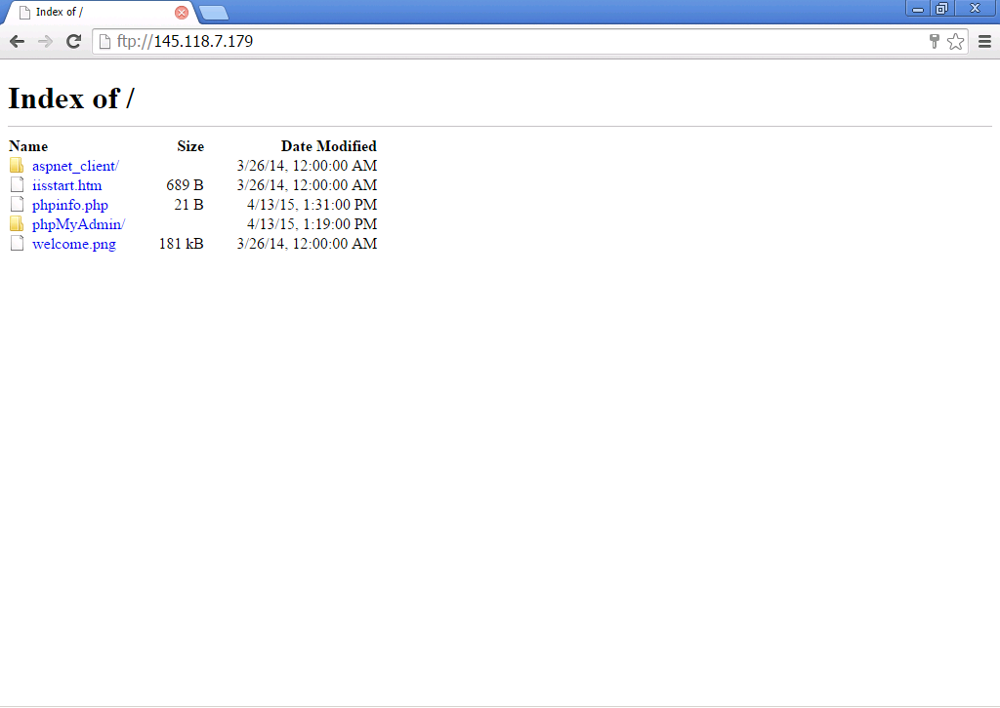 Index of /
ftp://145.118.7.179
Index of /
Name Size Date Modified
aspnet_client/ 3/26/14, 12:00:00 AM
iisstart.htm 689 B 3/26/14, 12:00:00 AM
phpinfo.php 21 B 4/13/15, 1:31:00 PM
phpMyAdmin/ 4/13/15, 1:19:00 PM
welcome.png 181 kB 3/26/14, 12:00:00 AM